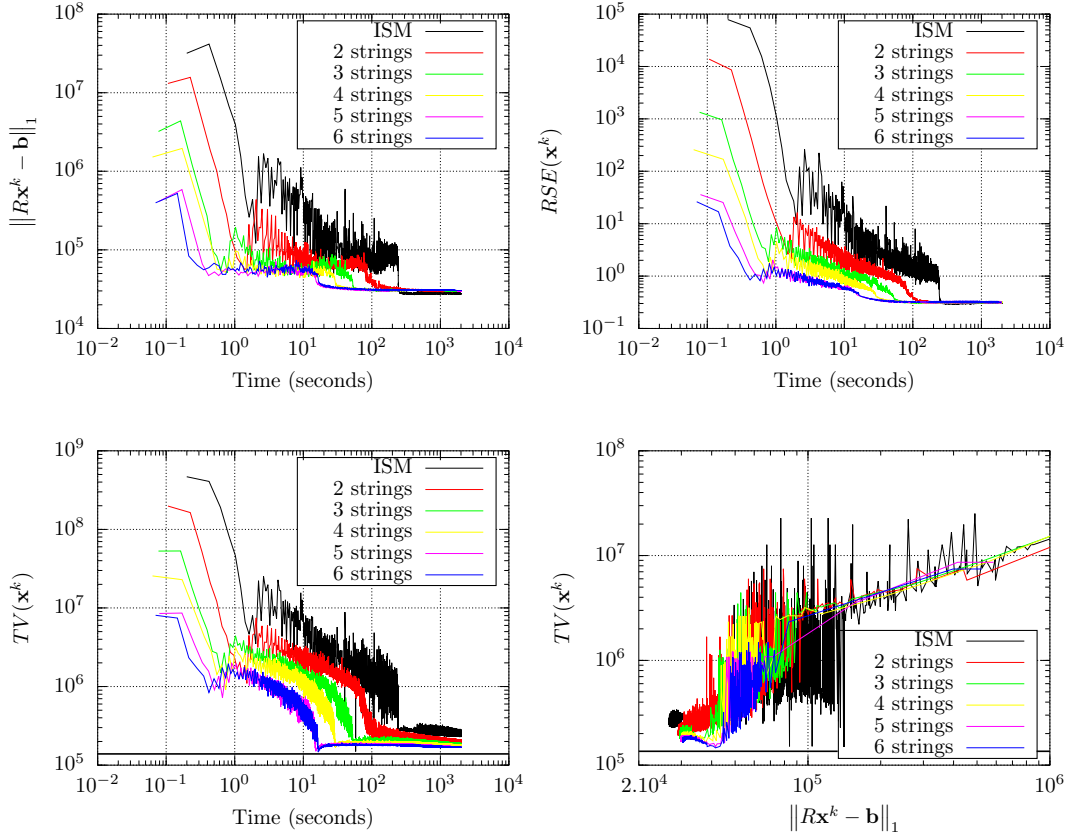 10^8
10^7
10^6
10^5
10^4
‖Rx^k − b‖_1
10^−2 10^−1 10^0 10^1 10^2 10^3 10^4
Time (seconds)
ISM
2 strings
3 strings
4 strings
5 strings
6 strings
10^5
10^4
10^3
10^2
10^1
10^0
10^−1
RSE(x^k)
10^−2 10^−1 10^0 10^1 10^2 10^3 10^4
Time (seconds)
ISM
2 strings
3 strings
4 strings
5 strings
6 strings
10^9
10^8
10^7
10^6
10^5
TV(x^k)
10^−2 10^−1 10^0 10^1 10^2 10^3 10^4
Time (seconds)
ISM
2 strings
3 strings
4 strings
5 strings
6 strings
10^8
10^7
10^6
10^5
TV(x^k)
2.10^4 10^5 10^6
‖Rx^k − b‖_1
ISM
2 strings
3 strings
4 strings
5 strings
6 strings